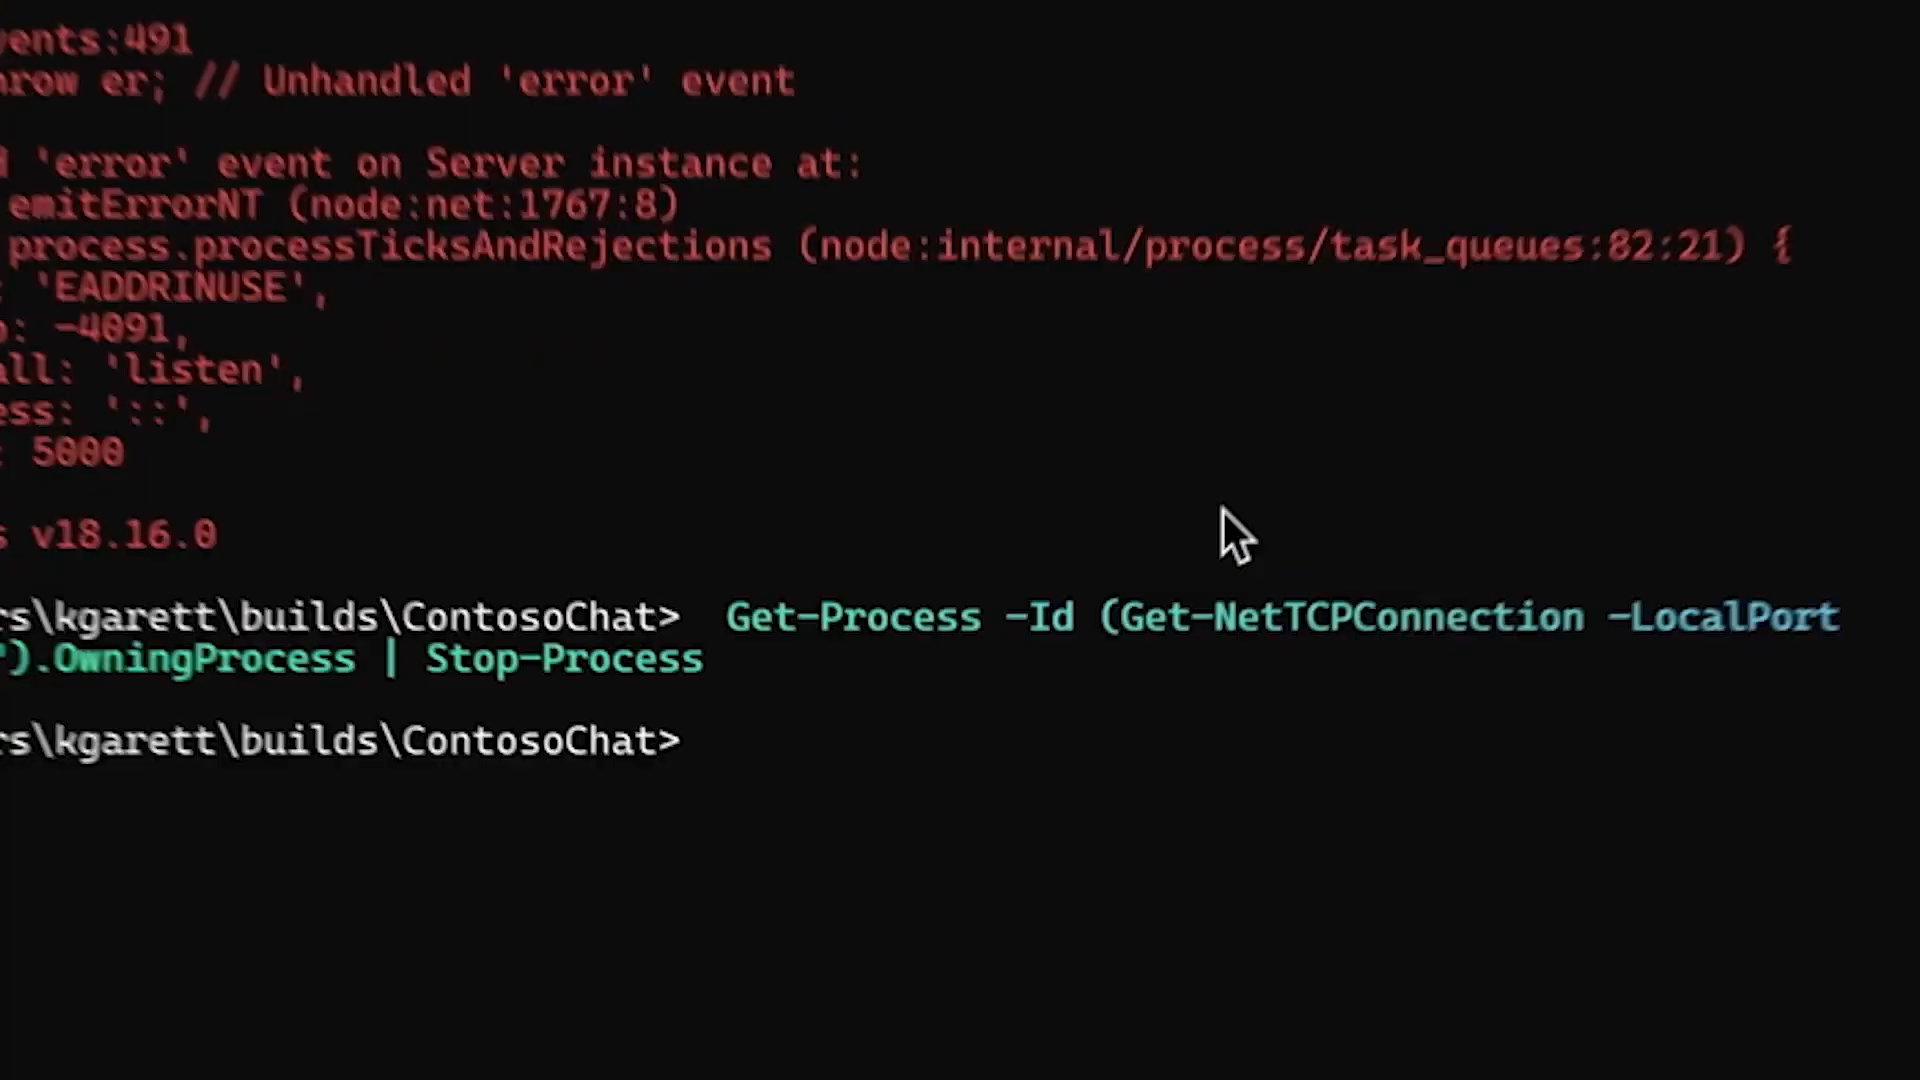 vents:491
hrow er; // Unhandled 'error' event
d 'error' event on Server instance at:
emitErrorNT (node:net:1767:8)
process.processTicksAndRejections (node:internal/process/task_queues:82:21) {
: 'EADDRINUSE',
o: -4091,
all: 'listen',
ess: '::',
: 5000
s v18.16.0
rs\kgarett\builds\ContosoChat> Get-Process -Id (Get-NetTCPConnection -LocalPort
").OwningProcess | Stop-Process
rs\kgarett\builds\ContosoChat>